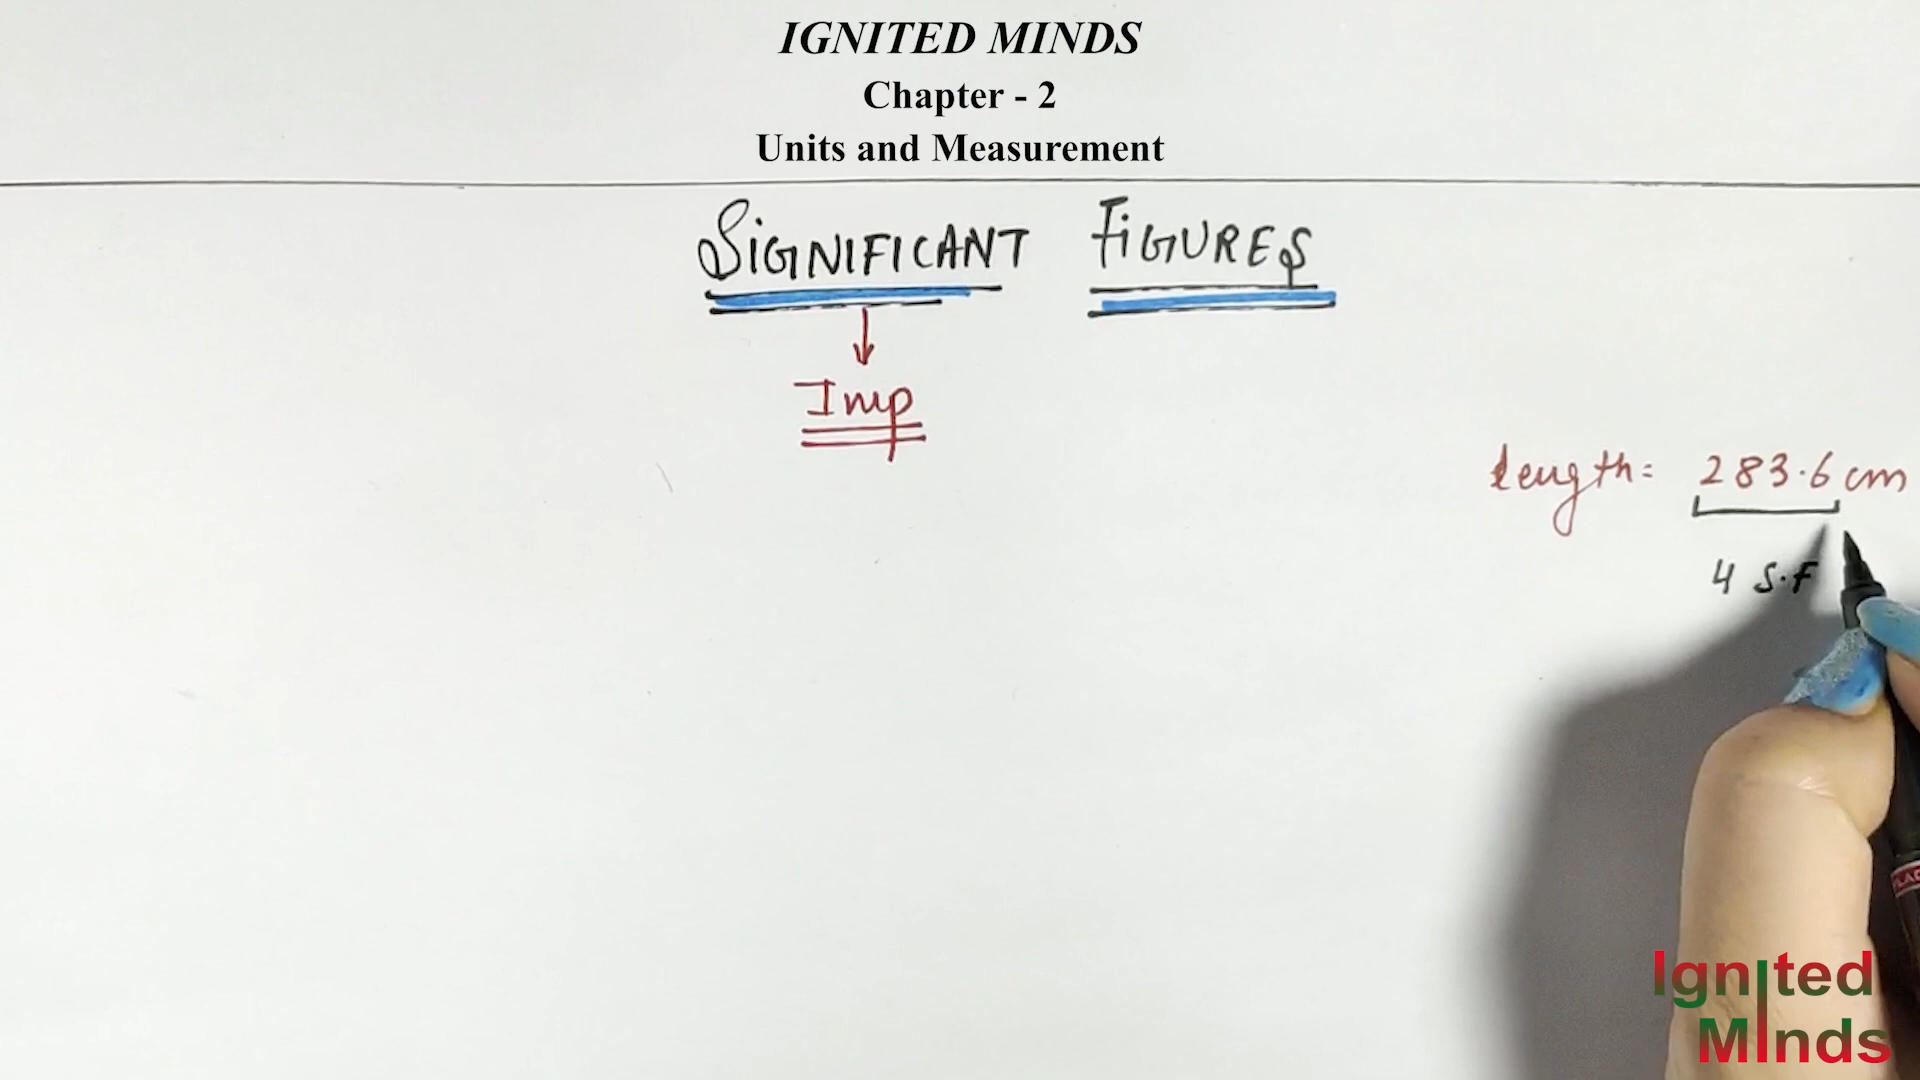 IGNITED MINDS
Chapter - 2
Units and Measurement
SIGNIFICANT FIGURES
Imp
length = 283.6 cm
4 S.F
Ignited
Minds